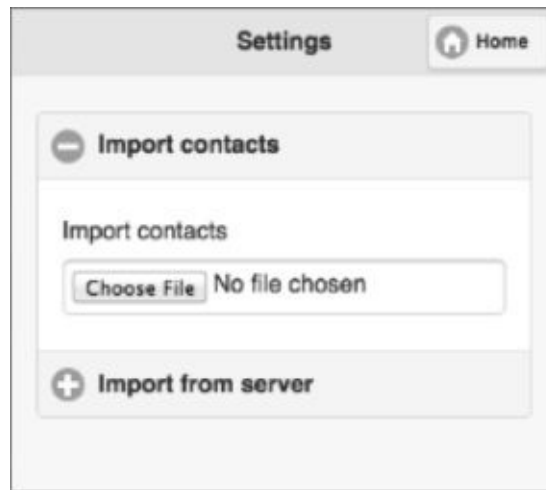 Settings
Home
Import contacts
Import contacts
Choose File No file chosen
Import from server